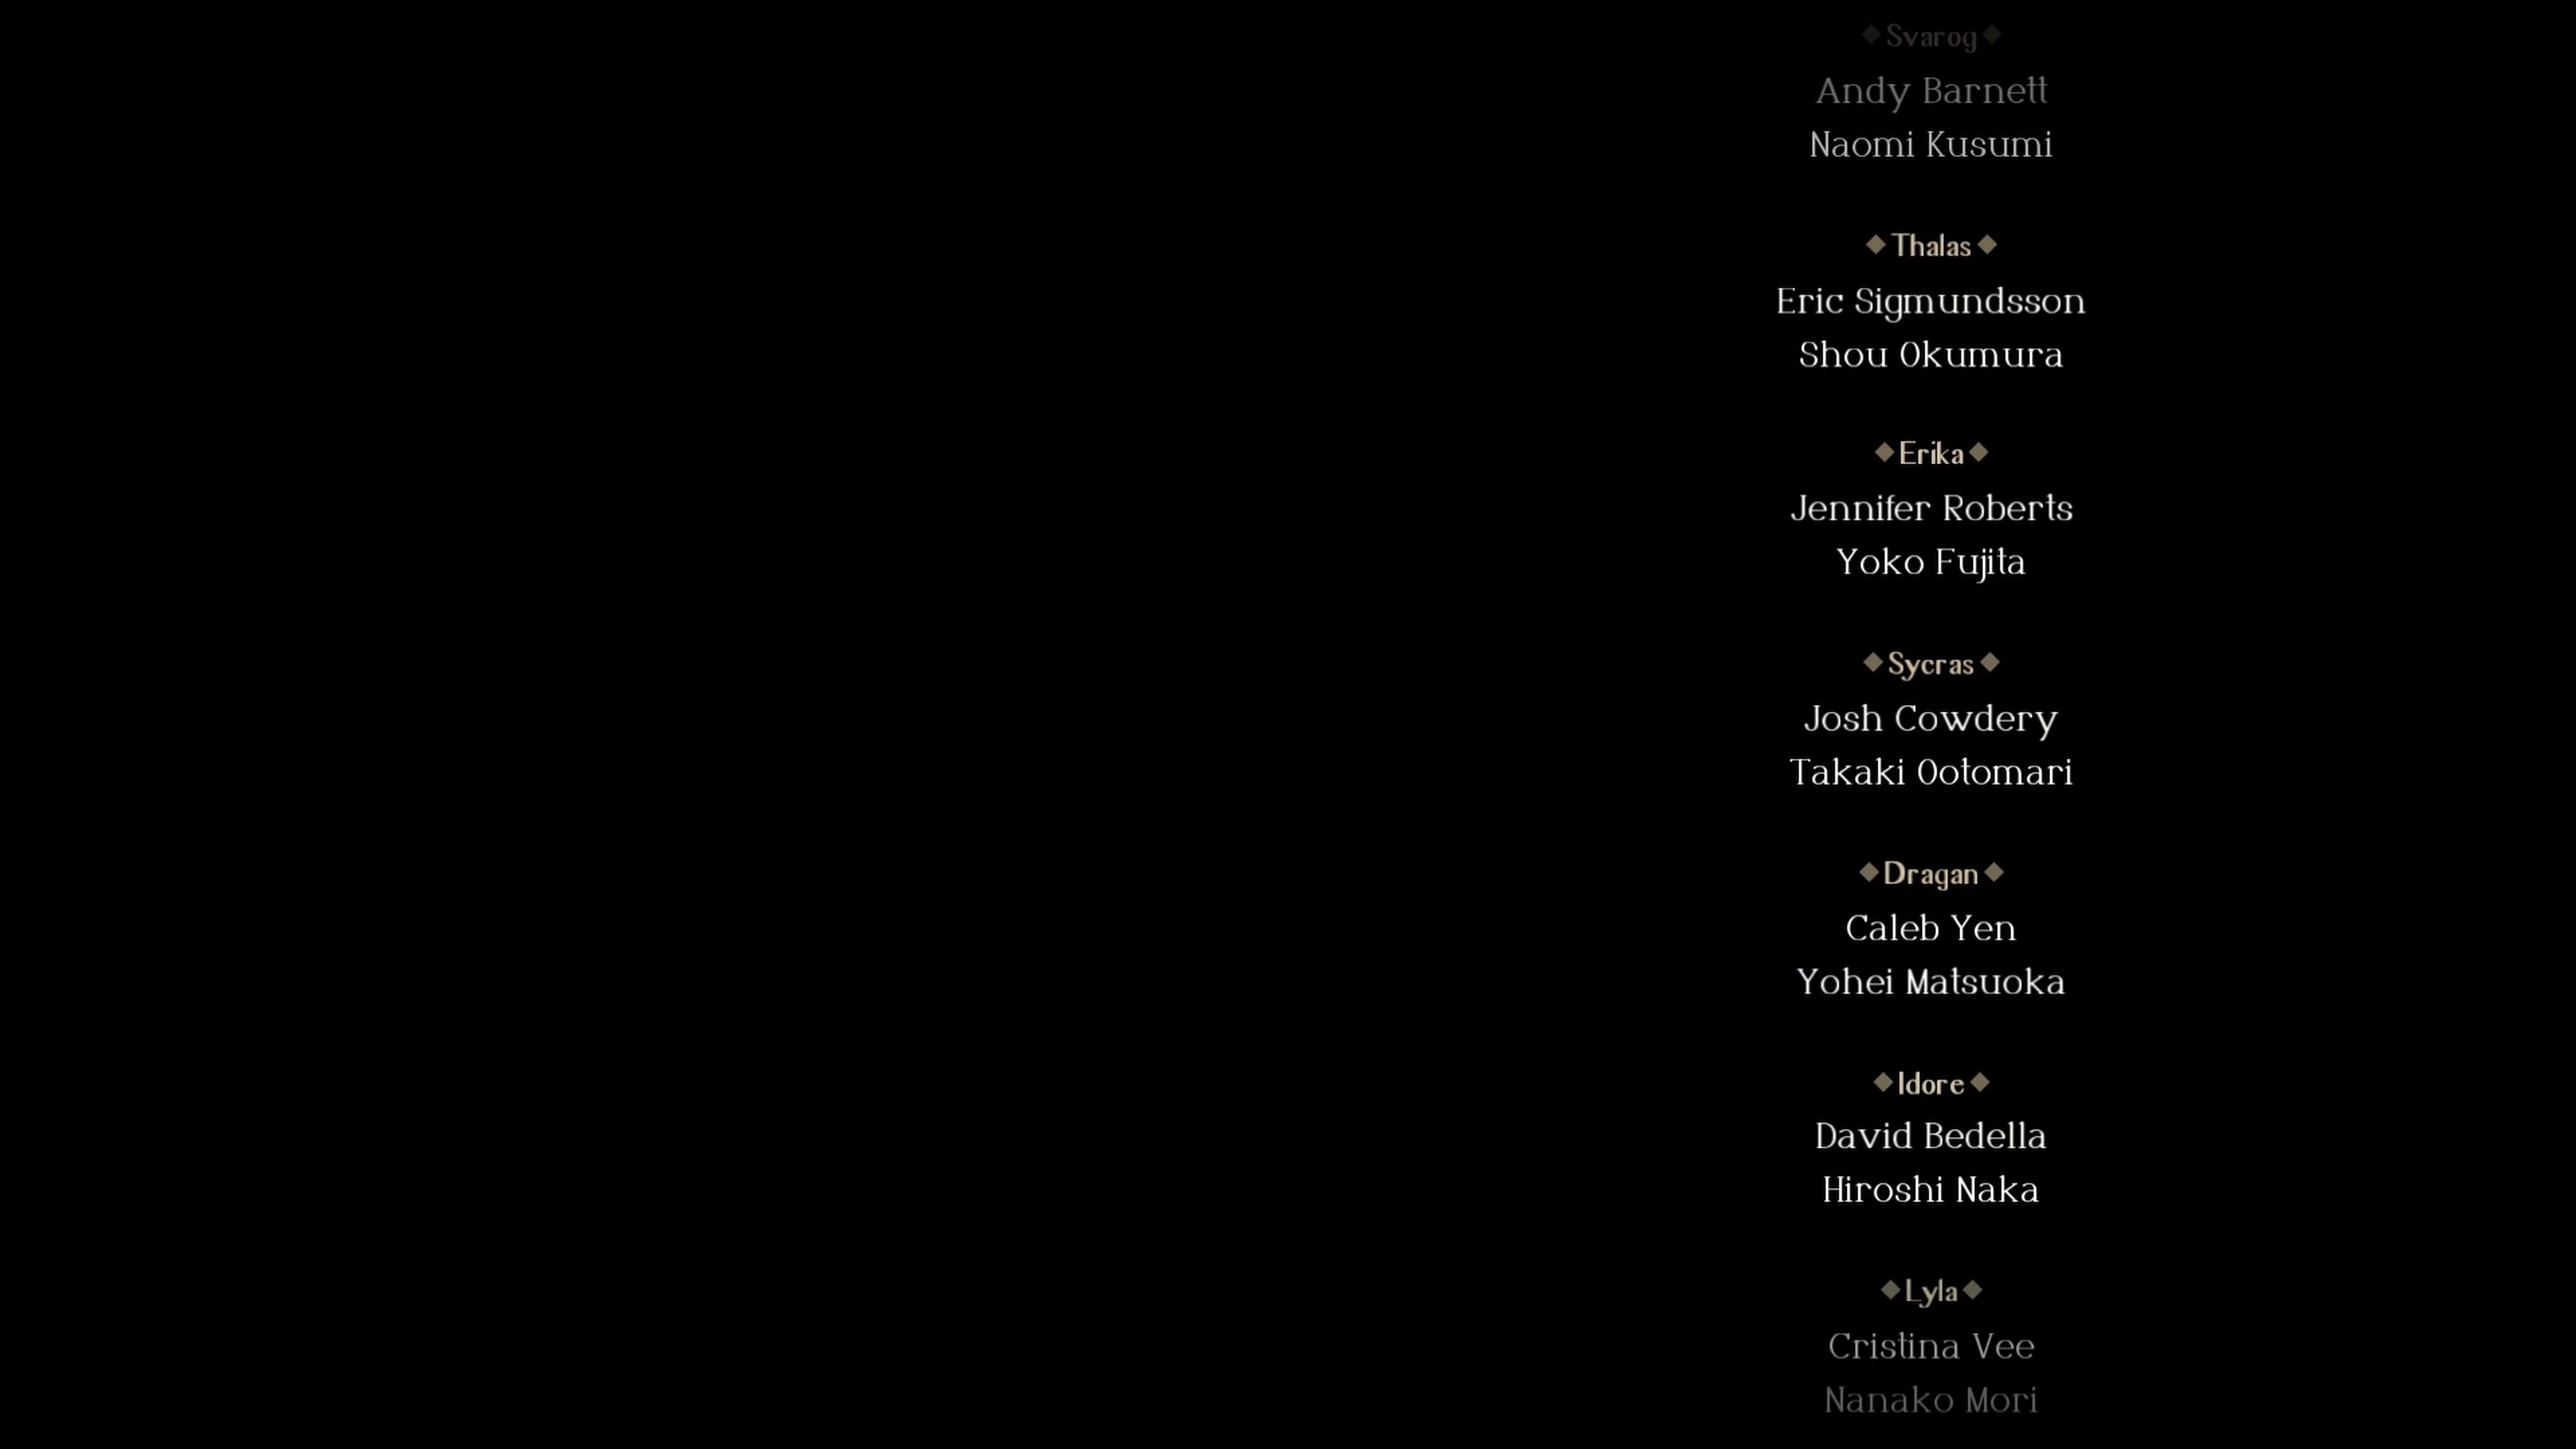 ◆ Svarog ◆
Andy Barnett
Naomi Kusumi
◆ Thalas ◆
Eric Sigmundsson
Shou Okumura
◆ Erika ◆
Jennifer Roberts
Yoko Fujita
◆ Sycras ◆
Josh Cowdery
Takaki Ootomari
◆ Dragan ◆
Caleb Yen
Yohei Matsuoka
◆ Idore ◆
David Bedella
Hiroshi Naka
◆ Lyla ◆
Cristina Vee
Nanako Mori